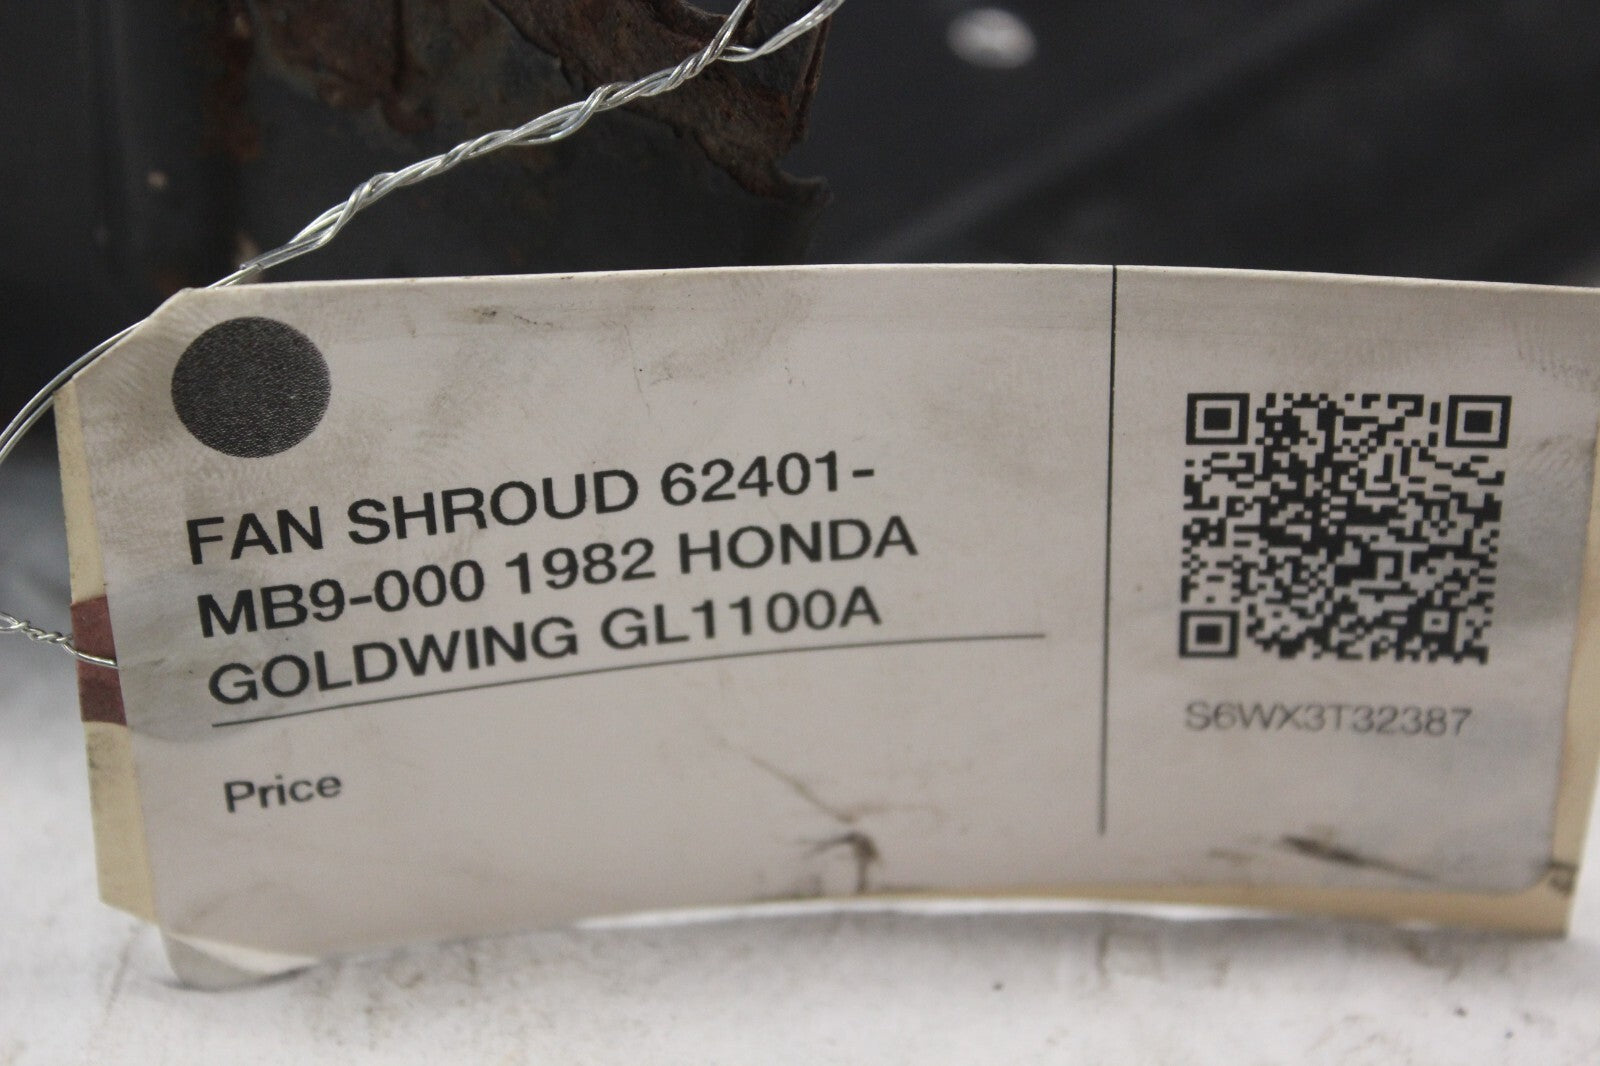 FAN SHROUD 62401-
MB9-000 1982 HONDA
GOLDWING GL1100A
Price
S6WX3T32387